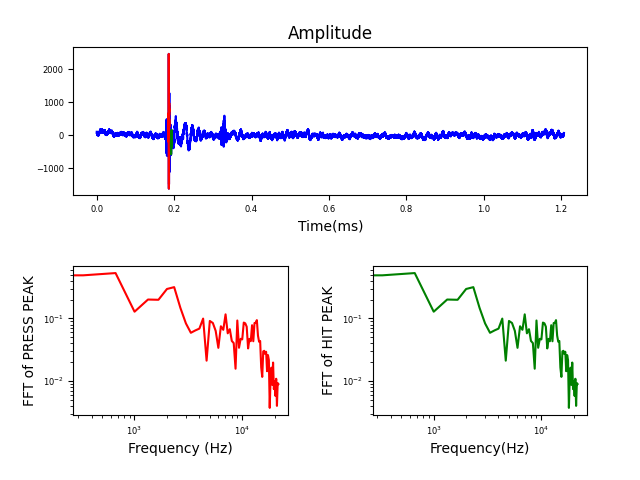 Amplitude
2000
1000
0
−1000
0.0 0.2 0.4 0.6 0.8 1.0 1.2
Time(ms)
FFT of PRESS PEAK
10⁻¹
10⁻²
10³ 10⁴
Frequency (Hz)
FFT of HIT PEAK
10⁻¹
10⁻²
10³ 10⁴
Frequency(Hz)